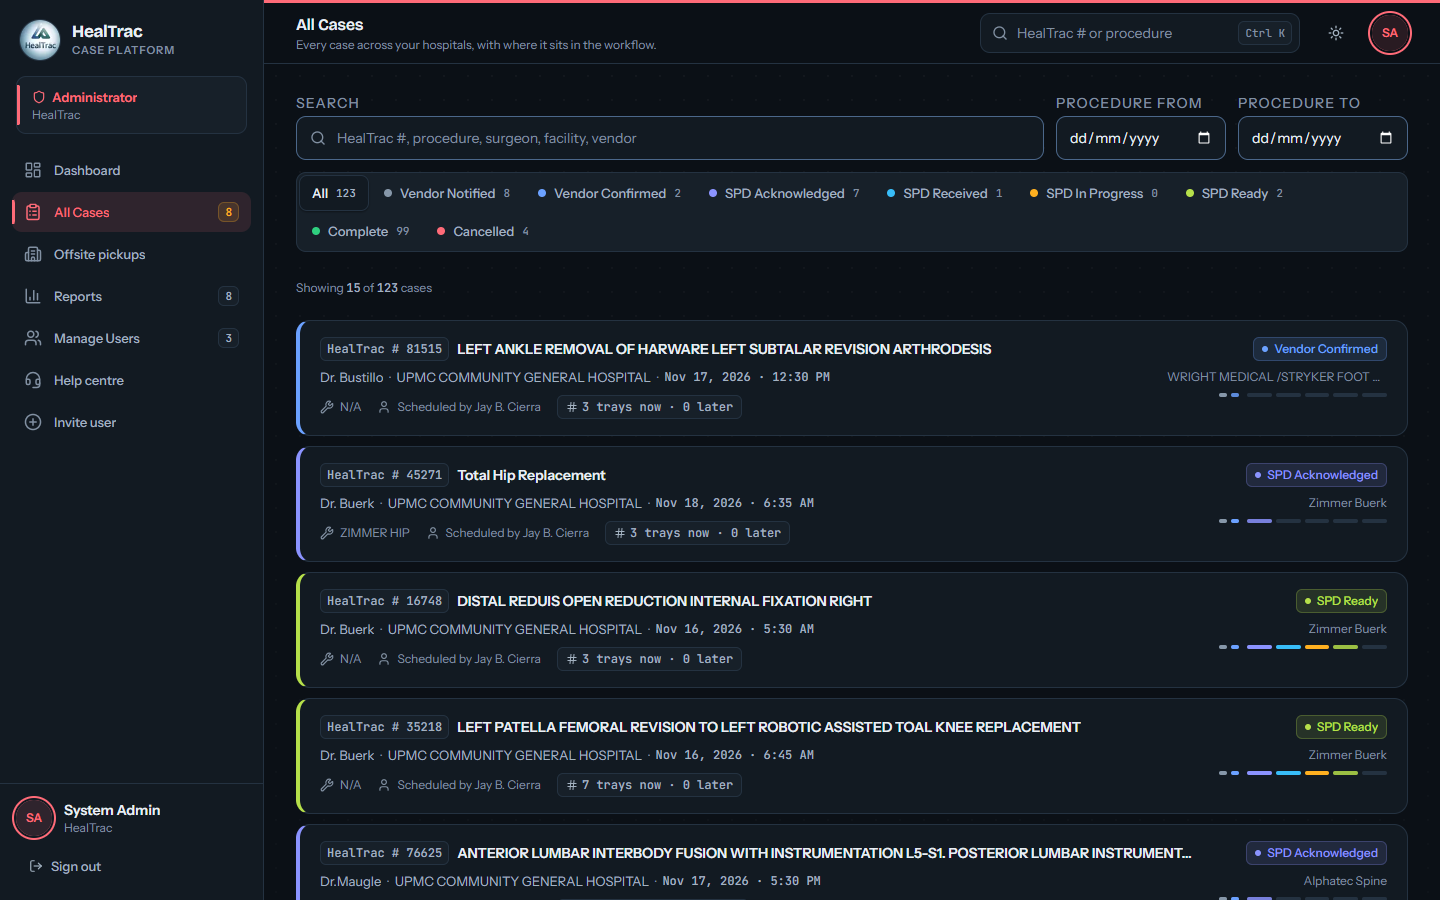 HealTrac
HealTrac
CASE PLATFORM
Administrator
HealTrac
Dashboard
All Cases 8
Offsite pickups
Reports 8
Manage Users 3
Help centre
Invite user
SA System Admin
HealTrac
Sign out
All Cases
Every case across your hospitals, with where it sits in the workflow.
HealTrac # or procedure Ctrl K
SA
SEARCH
HealTrac #, procedure, surgeon, facility, vendor
PROCEDURE FROM
dd/mm/yyyy
PROCEDURE TO
dd/mm/yyyy
All 123 Vendor Notified 8 Vendor Confirmed 2 SPD Acknowledged 7 SPD Received 1 SPD In Progress 0 SPD Ready 2
Complete 99 Cancelled 4
Showing 15 of 123 cases
HealTrac # 81515 LEFT ANKLE REMOVAL OF HARWARE LEFT SUBTALAR REVISION ARTHRODESIS Vendor Confirmed
Dr. Bustillo · UPMC COMMUNITY GENERAL HOSPITAL · Nov 17, 2026 · 12:30 PM WRIGHT MEDICAL /STRYKER FOOT ...
N/A Scheduled by Jay B. Cierra # 3 trays now · 0 later
HealTrac # 45271 Total Hip Replacement SPD Acknowledged
Dr. Buerk · UPMC COMMUNITY GENERAL HOSPITAL · Nov 18, 2026 · 6:35 AM Zimmer Buerk
ZIMMER HIP Scheduled by Jay B. Cierra # 3 trays now · 0 later
HealTrac # 16748 DISTAL REDUIS OPEN REDUCTION INTERNAL FIXATION RIGHT SPD Ready
Dr. Buerk · UPMC COMMUNITY GENERAL HOSPITAL · Nov 16, 2026 · 5:30 AM Zimmer Buerk
N/A Scheduled by Jay B. Cierra # 3 trays now · 0 later
HealTrac # 35218 LEFT PATELLA FEMORAL REVISION TO LEFT ROBOTIC ASSISTED TOAL KNEE REPLACEMENT SPD Ready
Dr. Buerk · UPMC COMMUNITY GENERAL HOSPITAL · Nov 16, 2026 · 6:45 AM Zimmer Buerk
N/A Scheduled by Jay B. Cierra # 7 trays now · 0 later
HealTrac # 76625 ANTERIOR LUMBAR INTERBODY FUSION WITH INSTRUMENTATION L5-S1. POSTERIOR LUMBAR INSTRUMENT... SPD Acknowledged
Dr.Maugle · UPMC COMMUNITY GENERAL HOSPITAL · Nov 17, 2026 · 5:30 PM Alphatec Spine